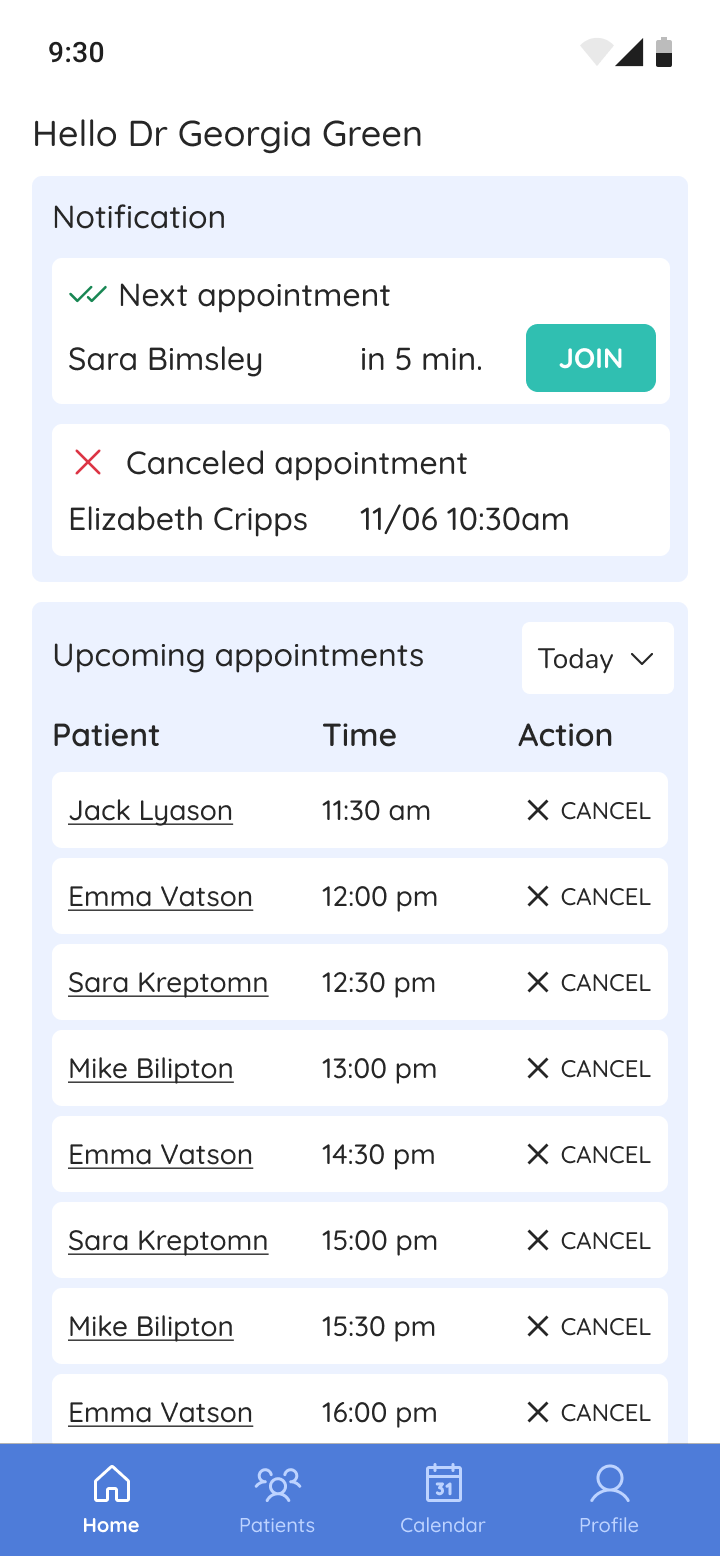 9:30
Hello Dr Georgia Green
Notification
Next appointment
Sara Bimsley in 5 min. JOIN
Canceled appointment
Elizabeth Cripps 11/06 10:30am
Upcoming appointments Today
Patient Time Action
Jack Lyason 11:30 am CANCEL
Emma Vatson 12:00 pm CANCEL
Sara Kreptomn 12:30 pm CANCEL
Mike Bilipton 13:00 pm CANCEL
Emma Vatson 14:30 pm CANCEL
Sara Kreptomn 15:00 pm CANCEL
Mike Bilipton 15:30 pm CANCEL
Emma Vatson 16:00 pm CANCEL
31
Home Patients Calendar Profile